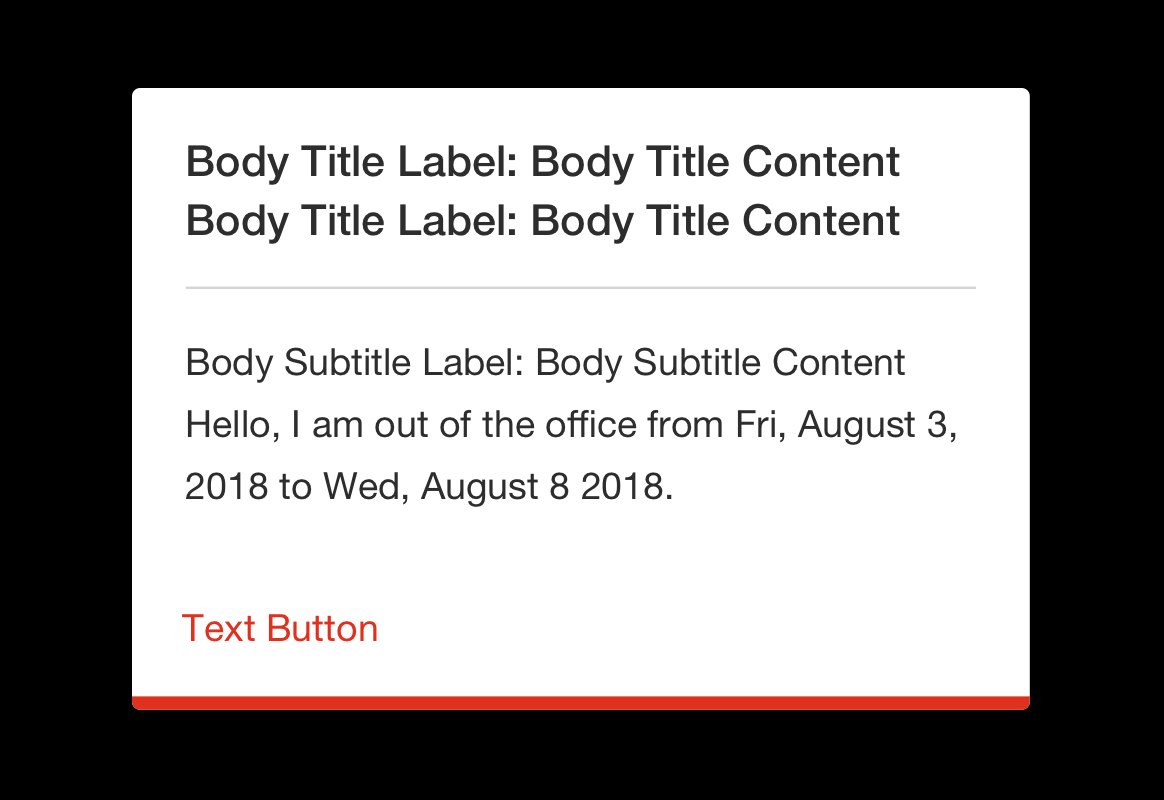 Body Title Label: Body Title Content
Body Title Label: Body Title Content
Body Subtitle Label: Body Subtitle Content
Hello, I am out of the office from Fri, August 3,
2018 to Wed, August 8 2018.
Text Button